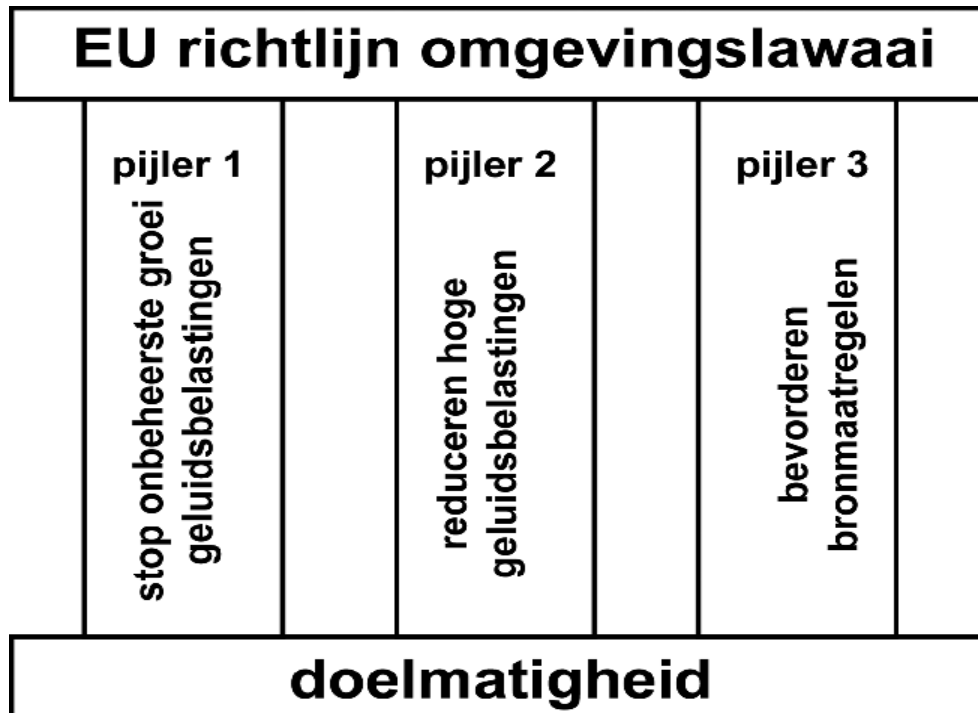 EU richtlijn omgevingslawaai
pijler 1
stop onbeheerste groei
geluidsbelastingen
pijler 2
reduceren hoge
geluidsbelastingen
pijler 3
bevorderen
bronmaatregelen
doelmatigheid